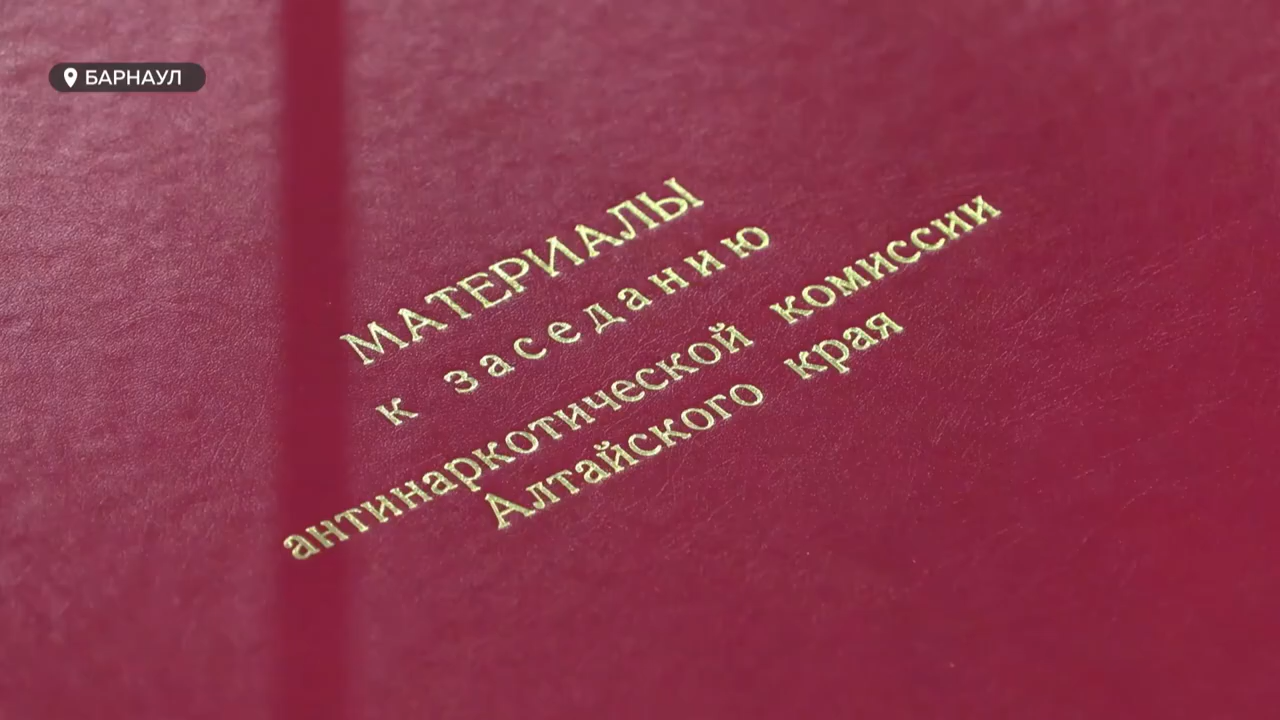 БАРНАУЛ
МАТЕРИАЛЫ
к заседанию
антинаркотической комиссии
Алтайского края